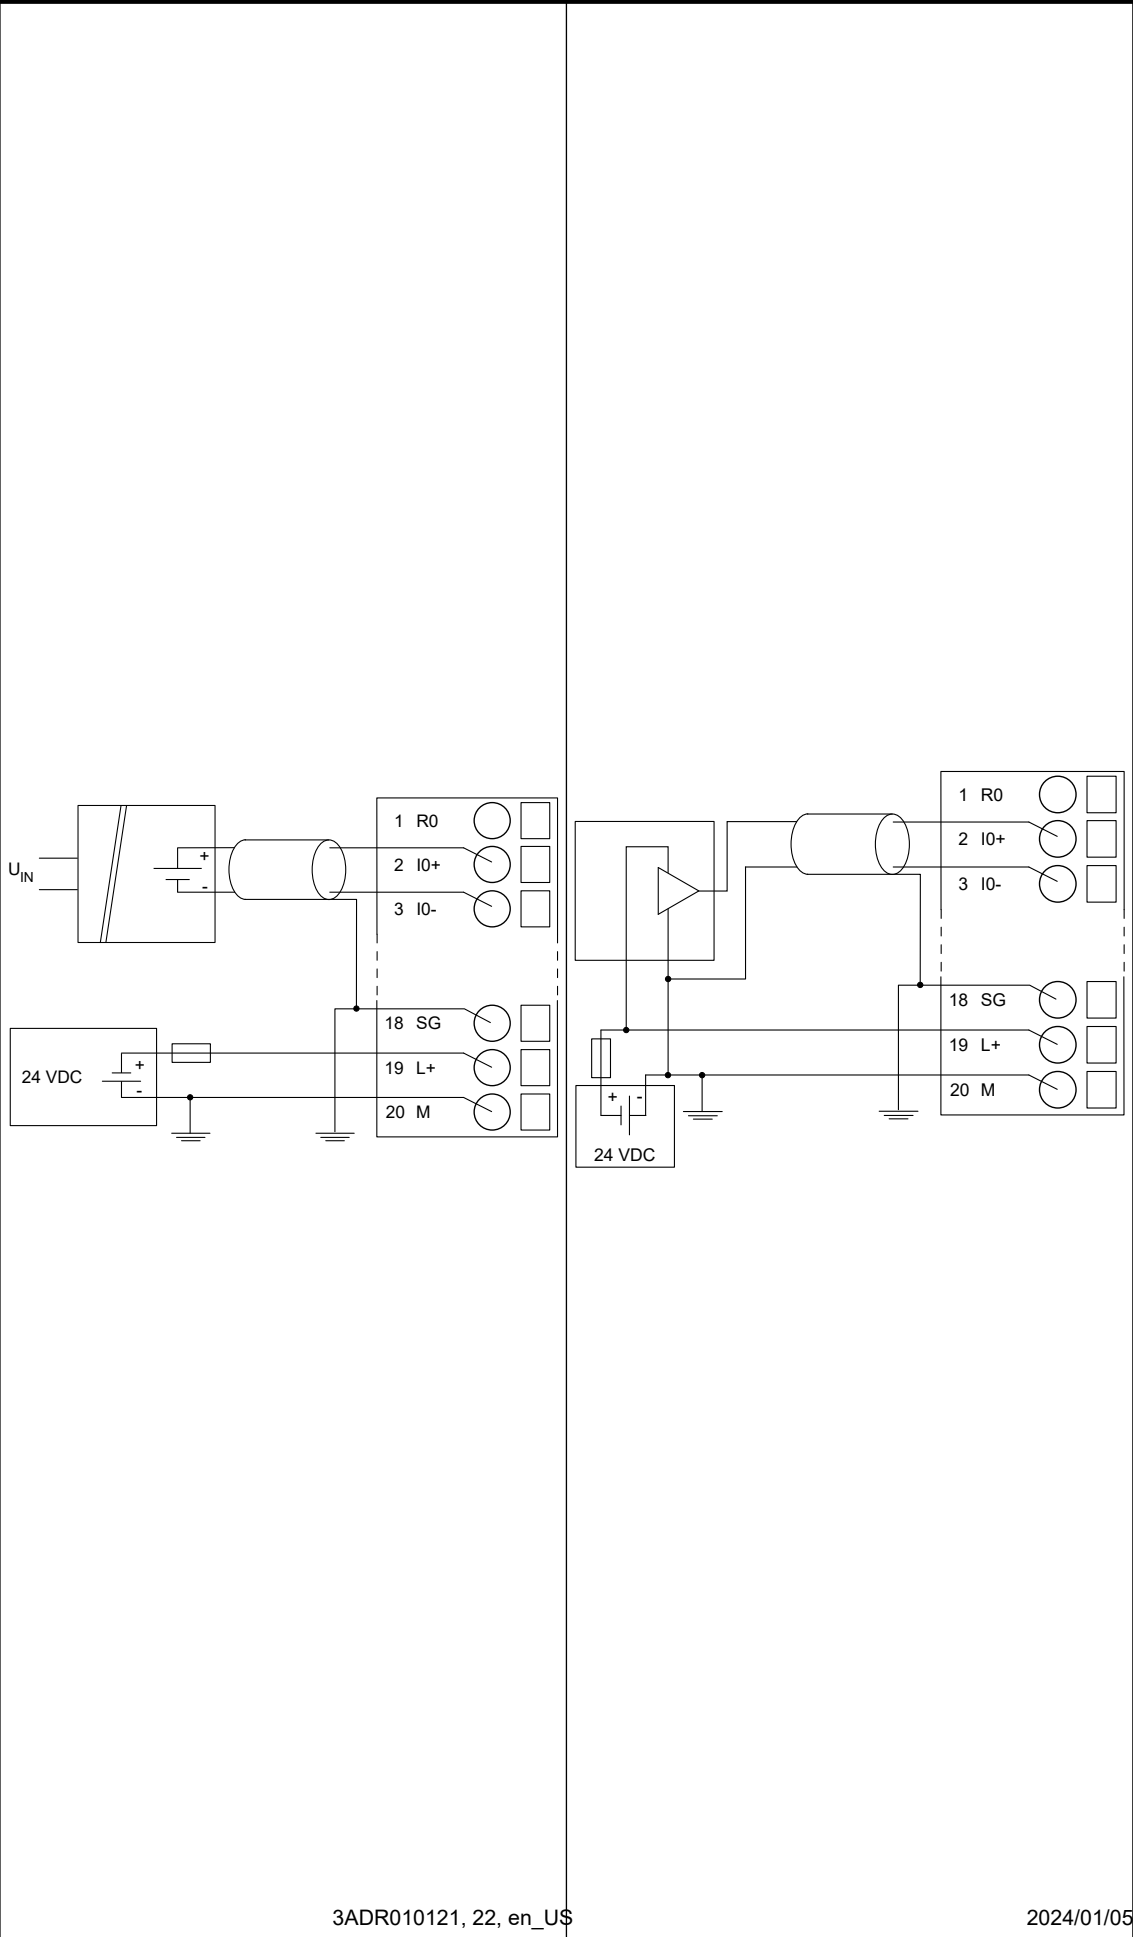 U_IN
+
-
1 R0
2 I0+
3 I0-
18 SG
19 L+
20 M
24 VDC
+
-
1 R0
2 I0+
3 I0-
18 SG
19 L+
20 M
+ -
24 VDC
3ADR010121, 22, en_US
2024/01/05